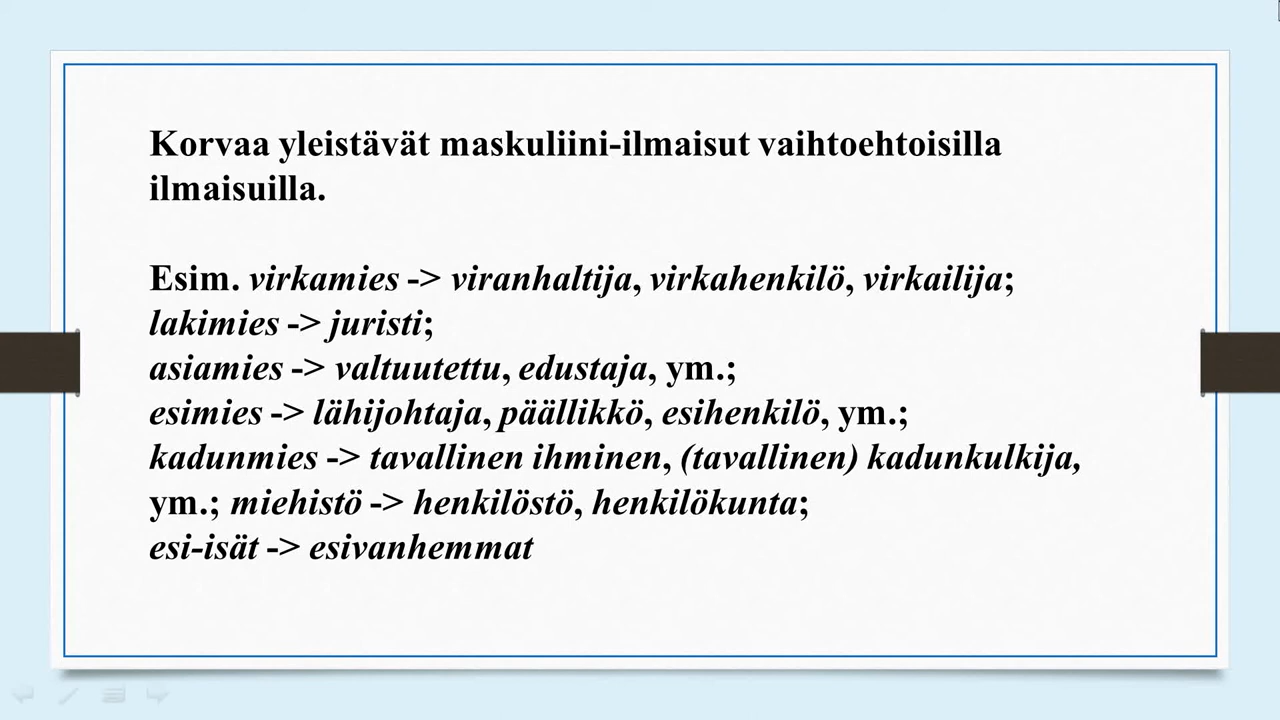 Korvaa yleistävät maskuliini-ilmaisut vaihtoehtoisilla
ilmaisuilla.
Esim. virkamies -> viranhaltija, virkahenkilö, virkailija;
lakimies -> juristi;
asiamies -> valtuutettu, edustaja, ym.;
esimies -> lähijohtaja, päällikkö, esihenkilö, ym.;
kadunmies -> tavallinen ihminen, (tavallinen) kadunkulkija,
ym.; miehistö -> henkilöstö, henkilökunta;
esi-isät -> esivanhemmat